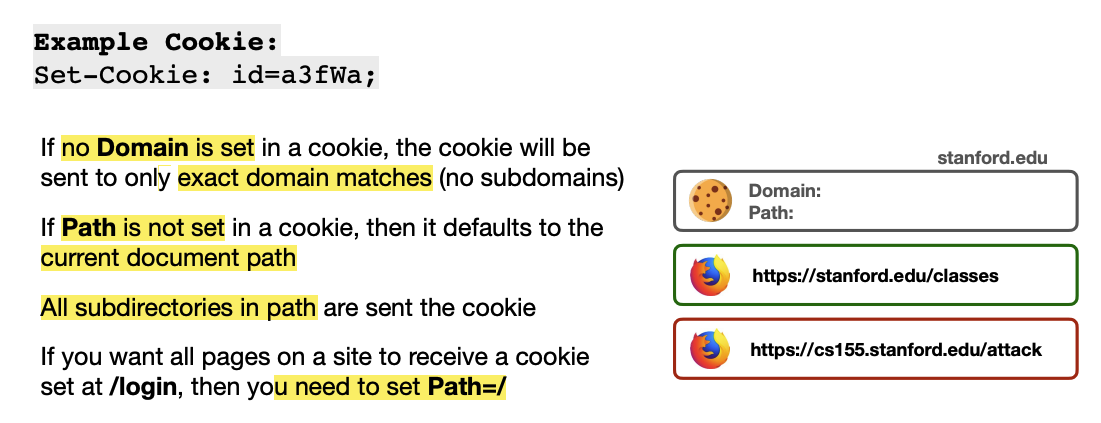 Example Cookie:
Set-Cookie: id=a3fWa;
If no Domain is set in a cookie, the cookie will be
sent to only exact domain matches (no subdomains)
If Path is not set in a cookie, then it defaults to the
current document path
All subdirectories in path are sent the cookie
If you want all pages on a site to receive a cookie
set at /login, then you need to set Path=/
stanford.edu
Domain:
Path:
https://stanford.edu/classes
https://cs155.stanford.edu/attack